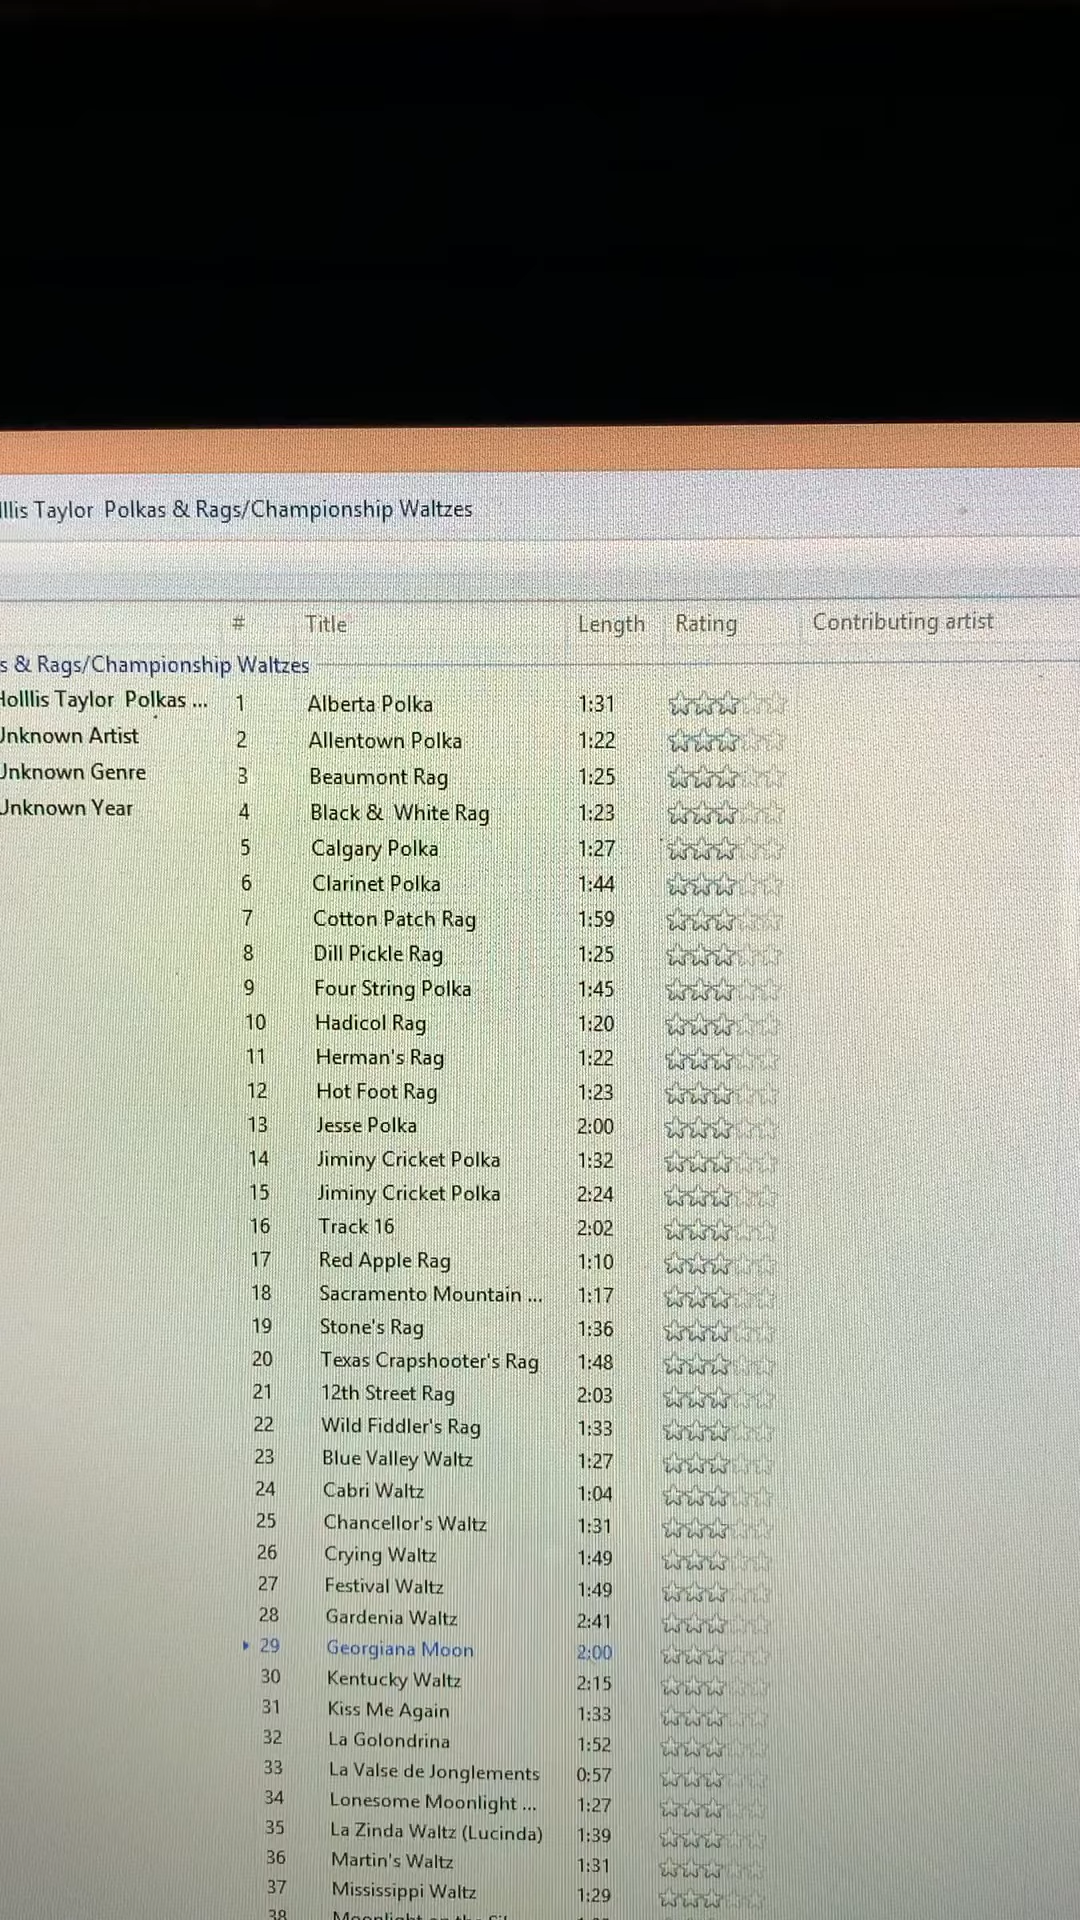 lllis Taylor Polkas & Rags/Championship Waltzes
# Title Length Rating Contributing artist
s & Rags/Championship Waltzes
Holllis Taylor Polkas ... 1 Alberta Polka 1:31
Unknown Artist 2 Allentown Polka 1:22
Unknown Genre 3 Beaumont Rag 1:25
Unknown Year 4 Black & White Rag 1:23
5 Calgary Polka 1:27
6 Clarinet Polka 1:44
7 Cotton Patch Rag 1:59
8 Dill Pickle Rag 1:25
9 Four String Polka 1:45
10 Hadicol Rag 1:20
11 Herman's Rag 1:22
12 Hot Foot Rag 1:23
13 Jesse Polka 2:00
14 Jiminy Cricket Polka 1:32
15 Jiminy Cricket Polka 2:24
16 Track 16 2:02
17 Red Apple Rag 1:10
18 Sacramento Mountain ... 1:17
19 Stone's Rag 1:36
20 Texas Crapshooter's Rag 1:48
21 12th Street Rag 2:03
22 Wild Fiddler's Rag 1:33
23 Blue Valley Waltz 1:27
24 Cabri Waltz 1:04
25 Chancellor's Waltz 1:31
26 Crying Waltz 1:49
27 Festival Waltz 1:49
28 Gardenia Waltz 2:41
29 Georgiana Moon 2:00
30 Kentucky Waltz 2:15
31 Kiss Me Again 1:33
32 La Golondrina 1:52
33 La Valse de Jonglements 0:57
34 Lonesome Moonlight ... 1:27
35 La Zinda Waltz (Lucinda) 1:39
36 Martin's Waltz 1:31
37 Mississippi Waltz 1:29
38 Moonlight on the